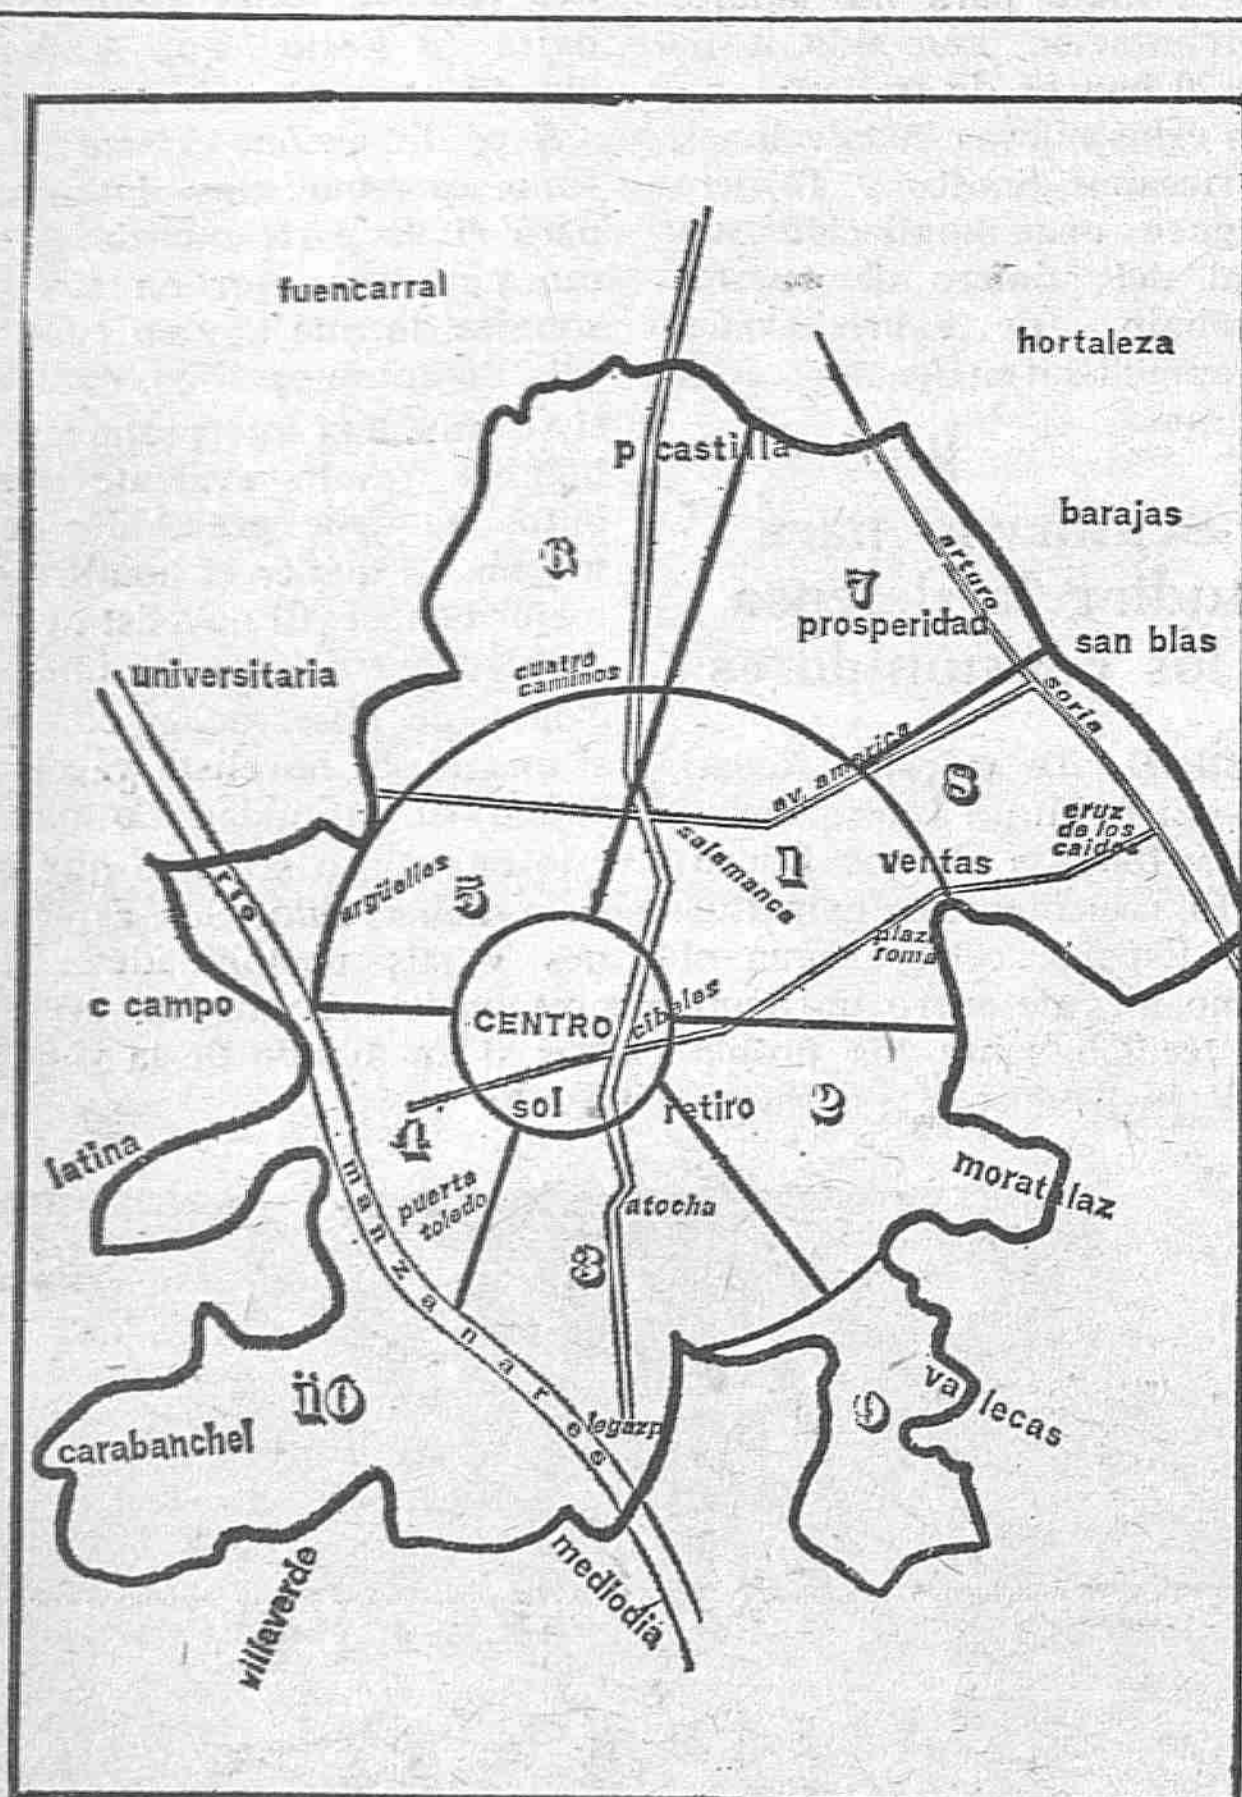 fuencarral
hortaleza
p castilla
barajas
6
arturo
7
prosperidad
san blas
universitaria
cuatro
caminos
soria
av. america
8
cruz
de los
caidos
salamanca
1
ventas
argüelles
5
rio
plaza
roma
c campo
CENTRO
cibeles
sol
retiro
2
4
latina
moratalaz
manzanares
puerta
toledo
atocha
3
vallecas
10
9
carabanchel
legazpi
villaverde
mediodia